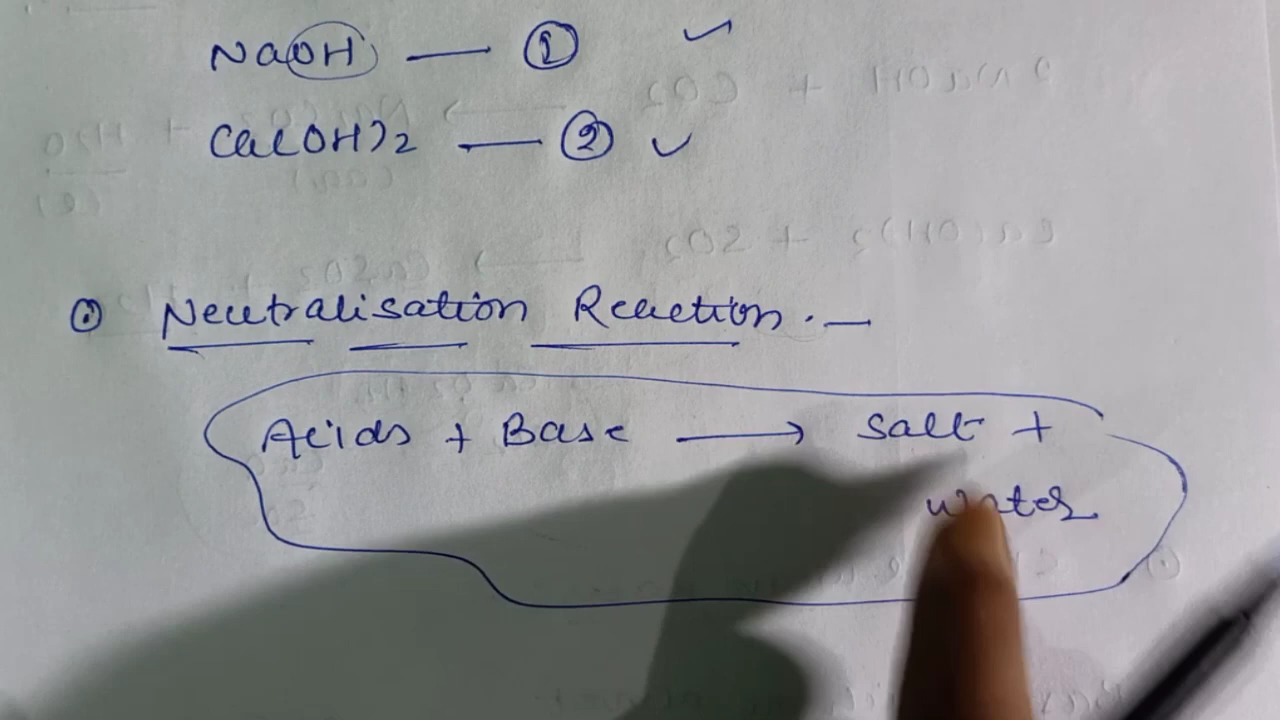 NaOH — ①
Ca(OH)2 — ②
Neutralisation Reaction. —
Acids + Base → Salt +
water